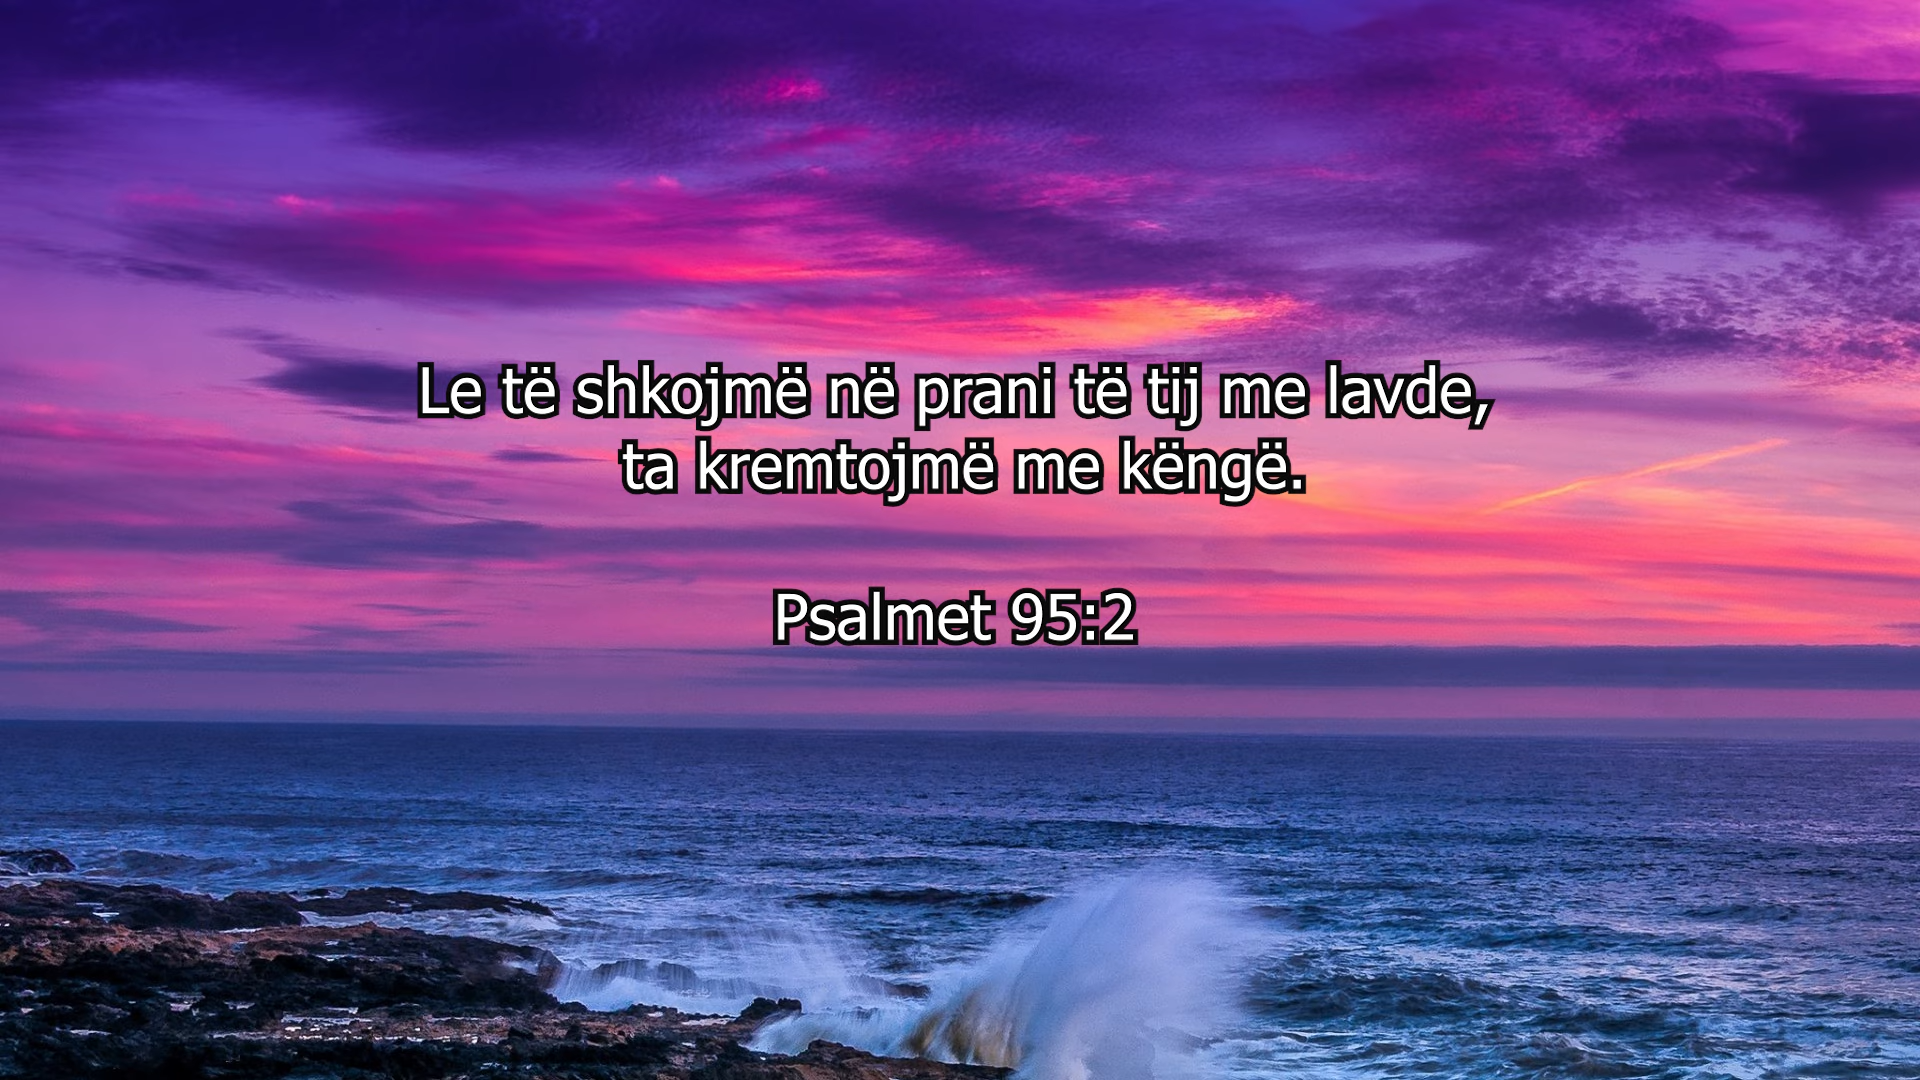 Le të shkojmë në prani të tij me lavde,
ta kremtojmë me këngë.
Psalmet 95:2